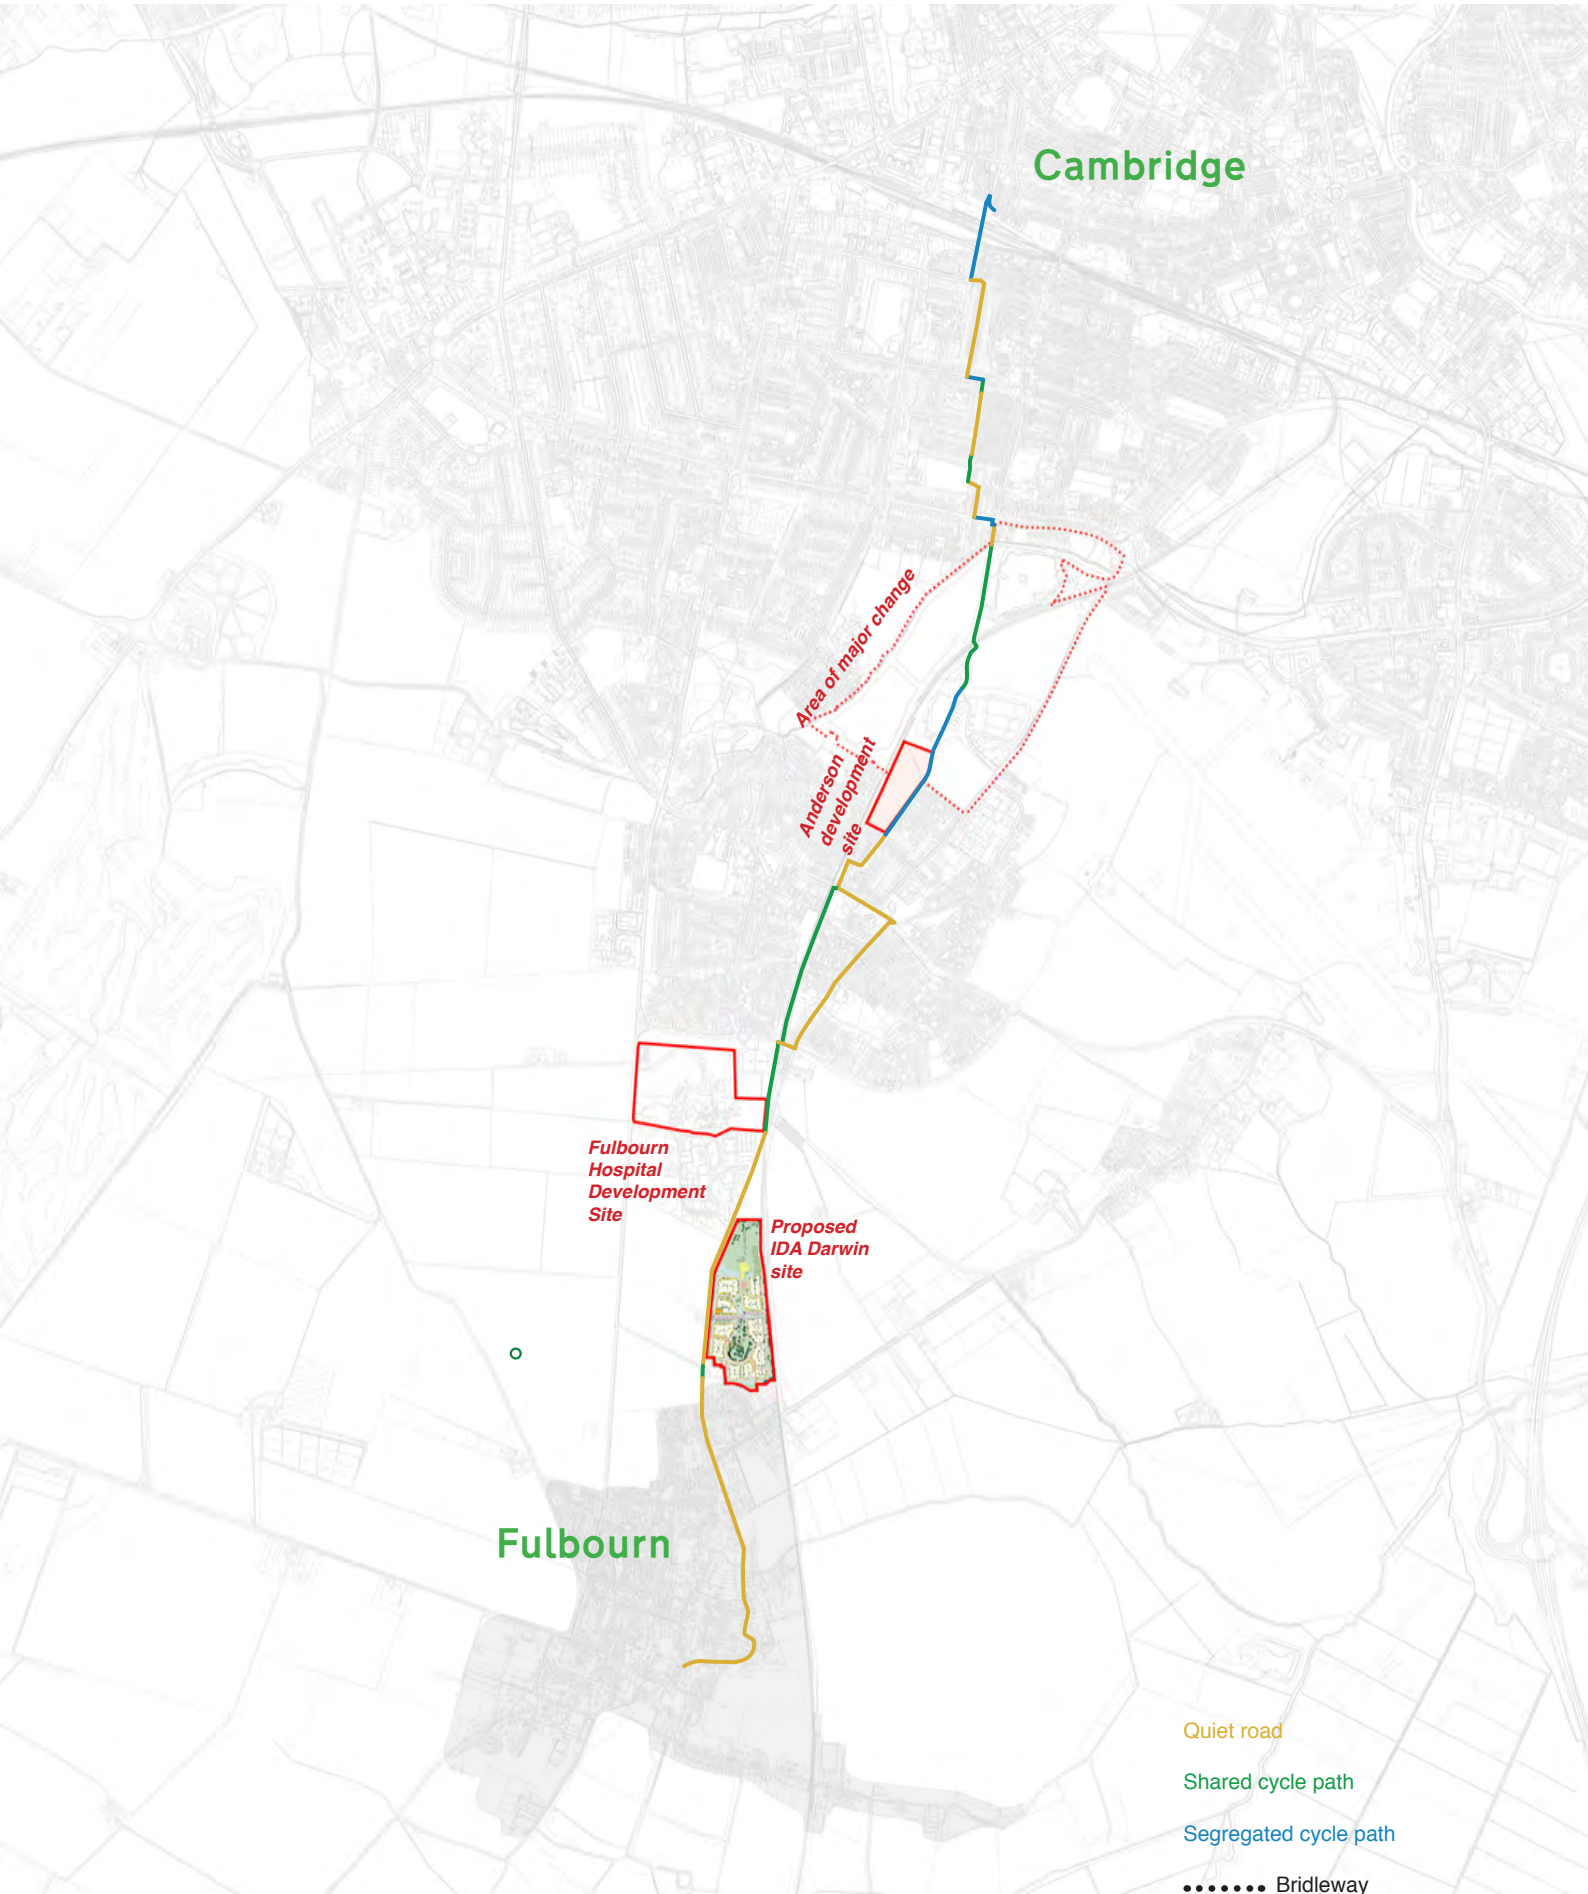 Cambridge
Area of major change
Anderson
development
site
Fulbourn
Hospital
Development
Site
Proposed
IDA Darwin
site
Fulbourn
Quiet road
Shared cycle path
Segregated cycle path
Bridleway